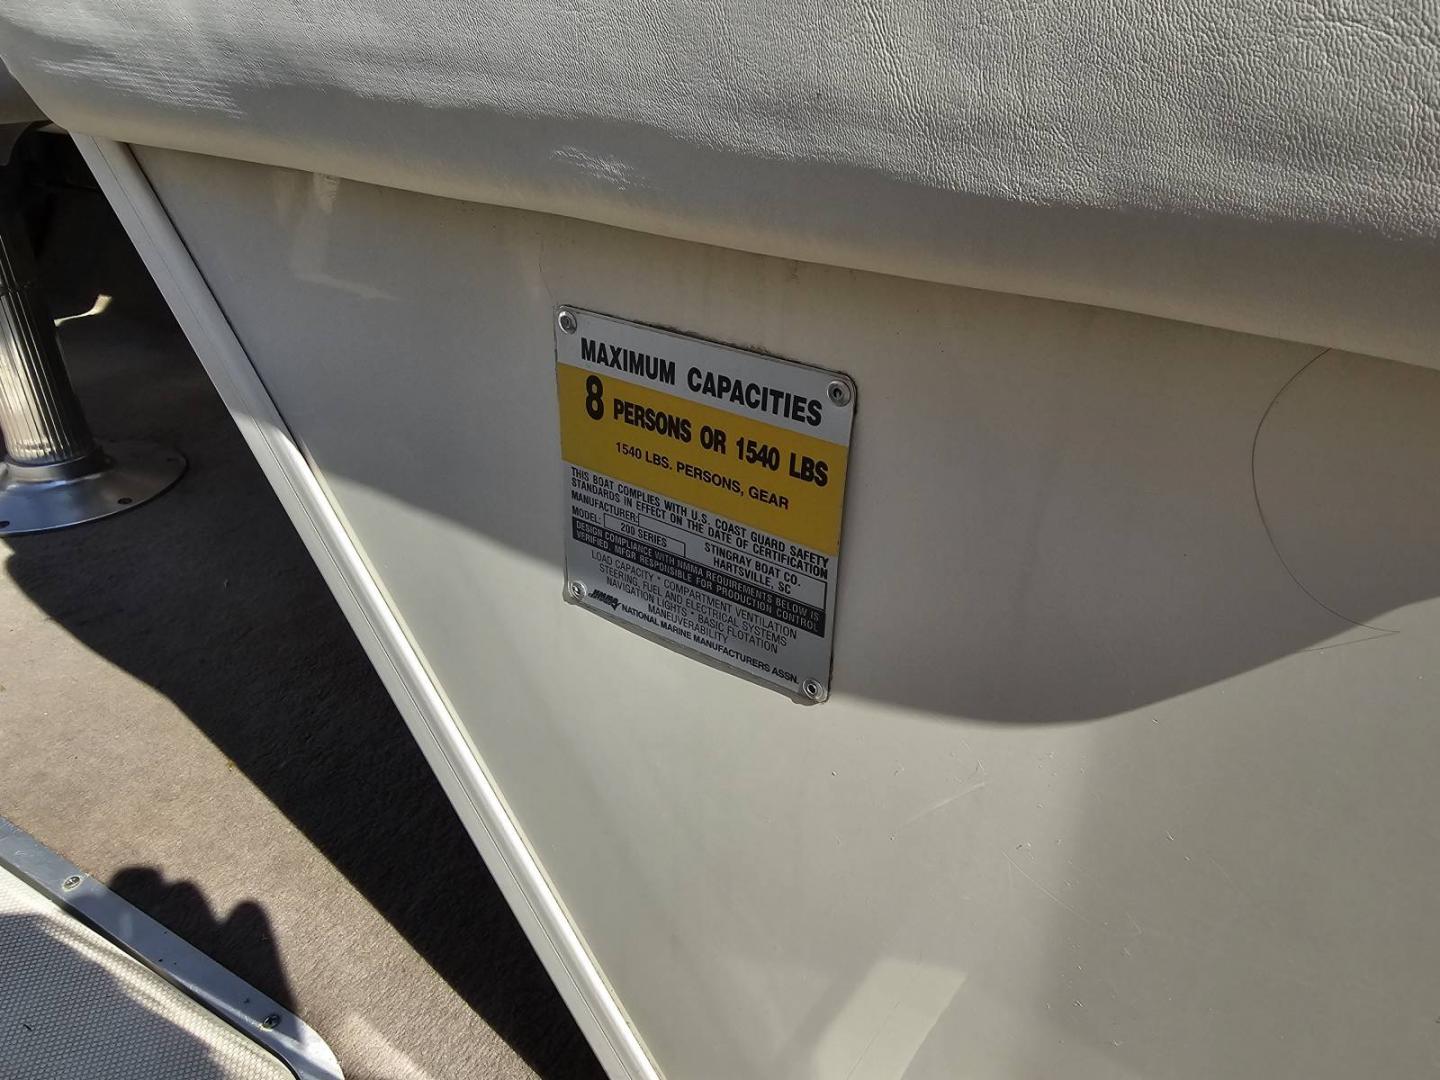 MAXIMUM CAPACITIES
8 PERSONS OR 1540 LBS
1540 LBS. PERSONS, GEAR
THIS BOAT COMPLIES WITH U.S. COAST GUARD SAFETY
STANDARDS IN EFFECT ON THE DATE OF CERTIFICATION
MANUFACTURER:
STINGRAY BOAT CO.
HARTSVILLE, SC
MODEL: 200 SERIES
DESIGN COMPLIANCE WITH NMMA REQUIREMENTS BELOW IS
VERIFIED. MFGR. RESPONSIBLE FOR PRODUCTION CONTROL
LOAD CAPACITY * COMPARTMENT VENTILATION
STEERING, FUEL AND ELECTRICAL SYSTEMS
NAVIGATION LIGHTS * BASIC FLOTATION
MANEUVERABILITY
NMMA NATIONAL MARINE MANUFACTURERS ASSN.